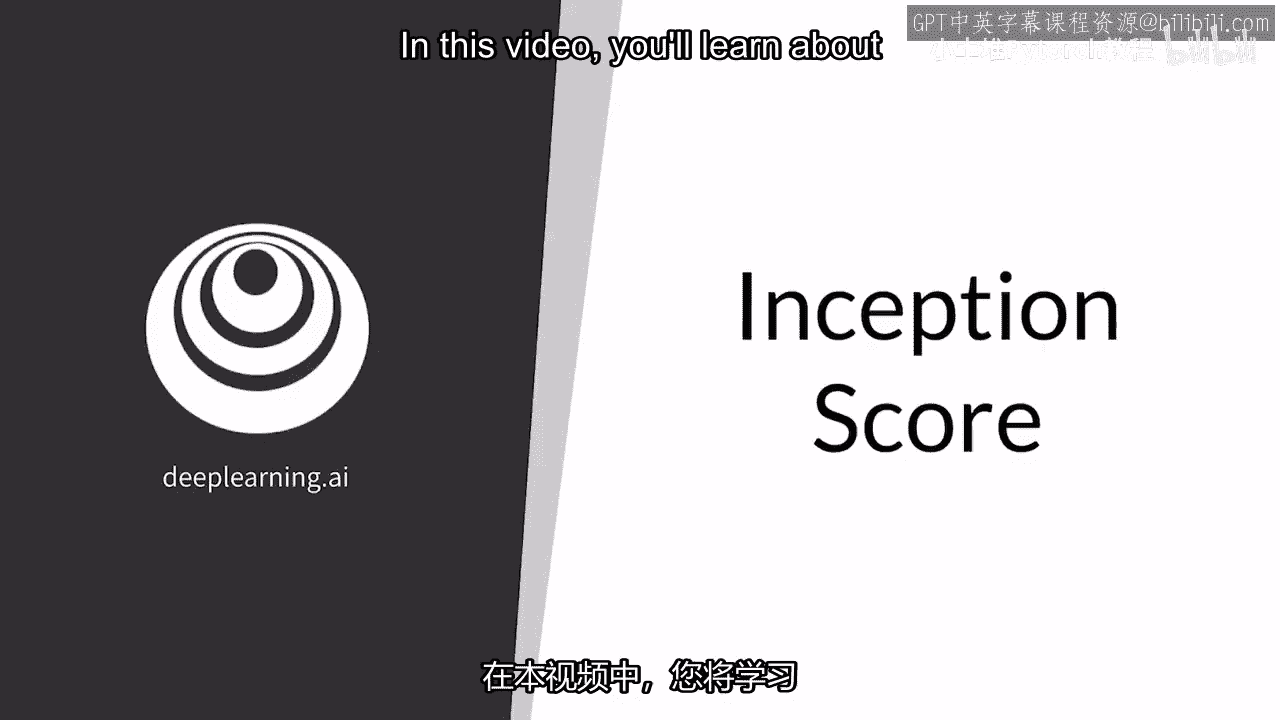 GPT中英字幕课程资源@bilibili.com
In this video, you'll learn about
bilibili
Inception
Score
deeplearning.ai
在本视频中，您将学习